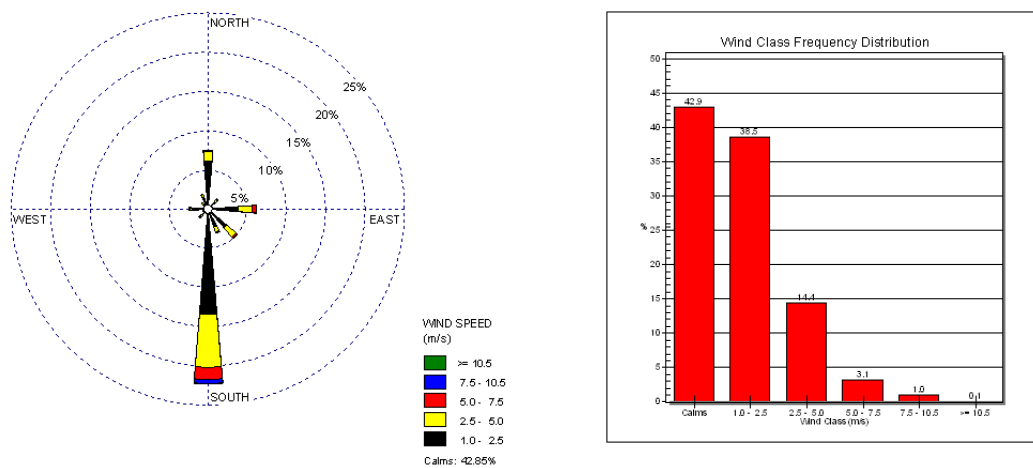 NORTH
25%
20%
15%
10%
5%
WEST
EAST
SOUTH
WIND SPEED
(m/s)
>= 10.5
7.5 - 10.5
5.0 - 7.5
2.5 - 5.0
1.0 - 2.5
Calms: 42.85%
Wind Class Frequency Distribution
50
45
40
35
30
25
20
15
10
5
0
%
42.9
38.5
14.4
3.1
1.0
0.1
Calms
1.0 - 2.5
2.5 - 5.0
5.0 - 7.5
7.5 - 10.5
>= 10.5
Wind Class (m/s)